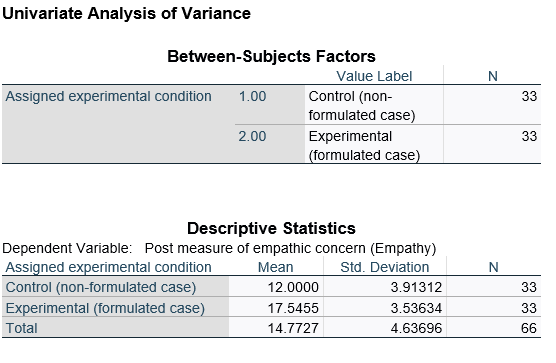 Univariate Analysis of Variance
Between-Subjects Factors
Value Label N
Assigned experimental condition 1.00 Control (non-
formulated case) 33
2.00 Experimental
(formulated case) 33
Descriptive Statistics
Dependent Variable: Post measure of empathic concern (Empathy)
Assigned experimental condition Mean Std. Deviation N
Control (non-formulated case) 12.0000 3.91312 33
Experimental (formulated case) 17.5455 3.53634 33
Total 14.7727 4.63696 66